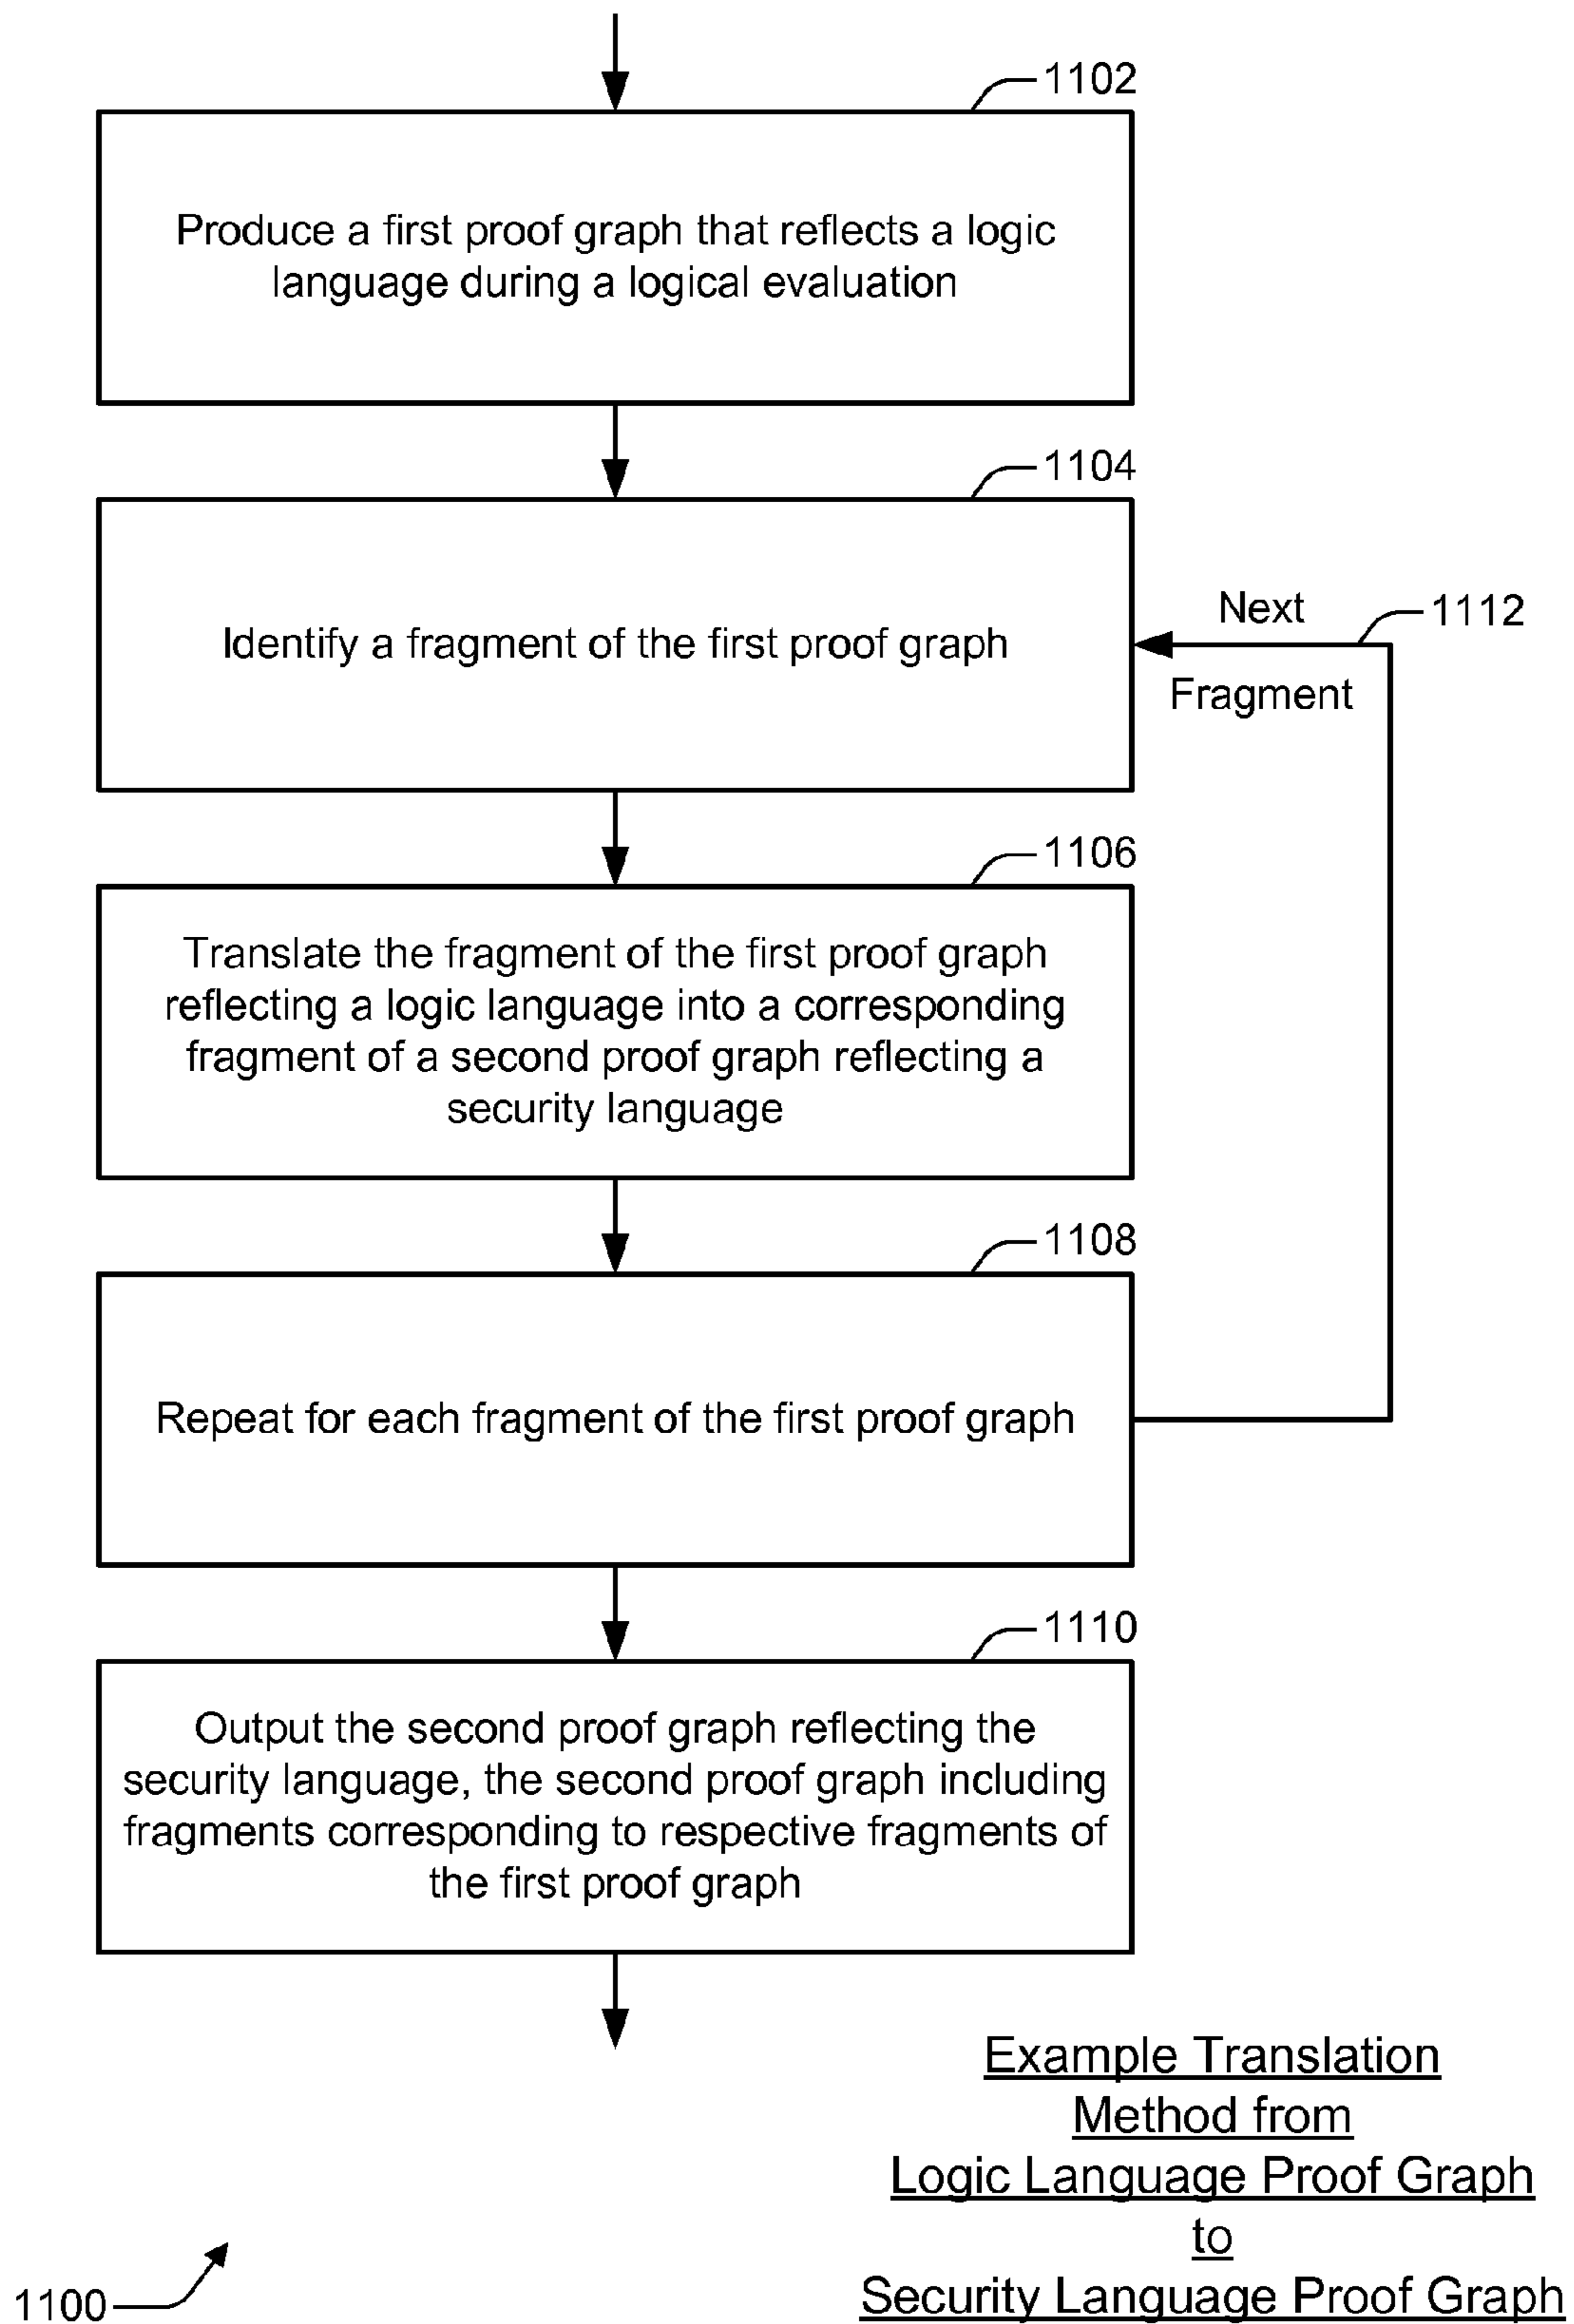 1102
Produce a first proof graph that reflects a logic
language during a logical evaluation
1104
Identify a fragment of the first proof graph
Next
1112
Fragment
1106
Translate the fragment of the first proof graph
reflecting a logic language into a corresponding
fragment of a second proof graph reflecting a
security language
1108
Repeat for each fragment of the first proof graph
1110
Output the second proof graph reflecting the
security language, the second proof graph including
fragments corresponding to respective fragments of
the first proof graph
Example Translation
Method from
Logic Language Proof Graph
to
Security Language Proof Graph
1100